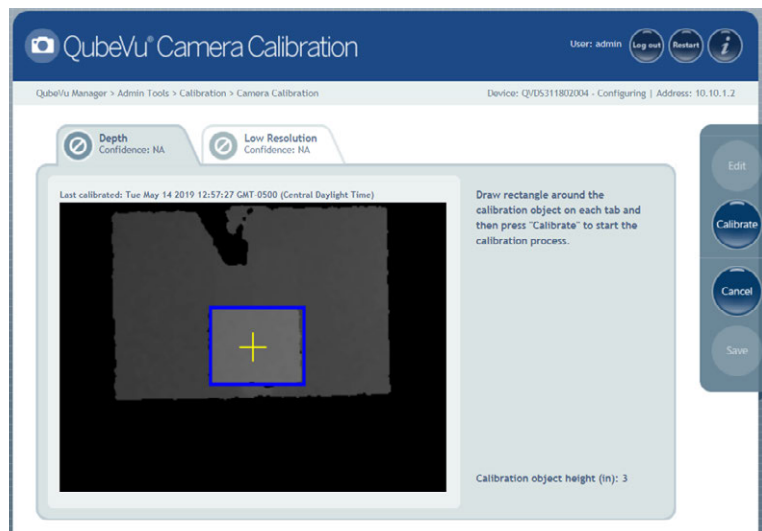 QubeVu® Camera Calibration
User: admin
Log out
Restart
i
QubeVu Manager > Admin Tools > Calibration > Camera Calibration
Device: QVDS311802004 - Configuring | Address: 10.10.1.2
Depth
Confidence: NA
Low Resolution
Confidence: NA
Edit
Last calibrated: Tue May 14 2019 12:57:27 GMT-0500 (Central Daylight Time)
Draw rectangle around the
calibration object on each tab and
then press "Calibrate" to start the
calibration process.
Calibrate
Cancel
Save
Calibration object height (in): 3